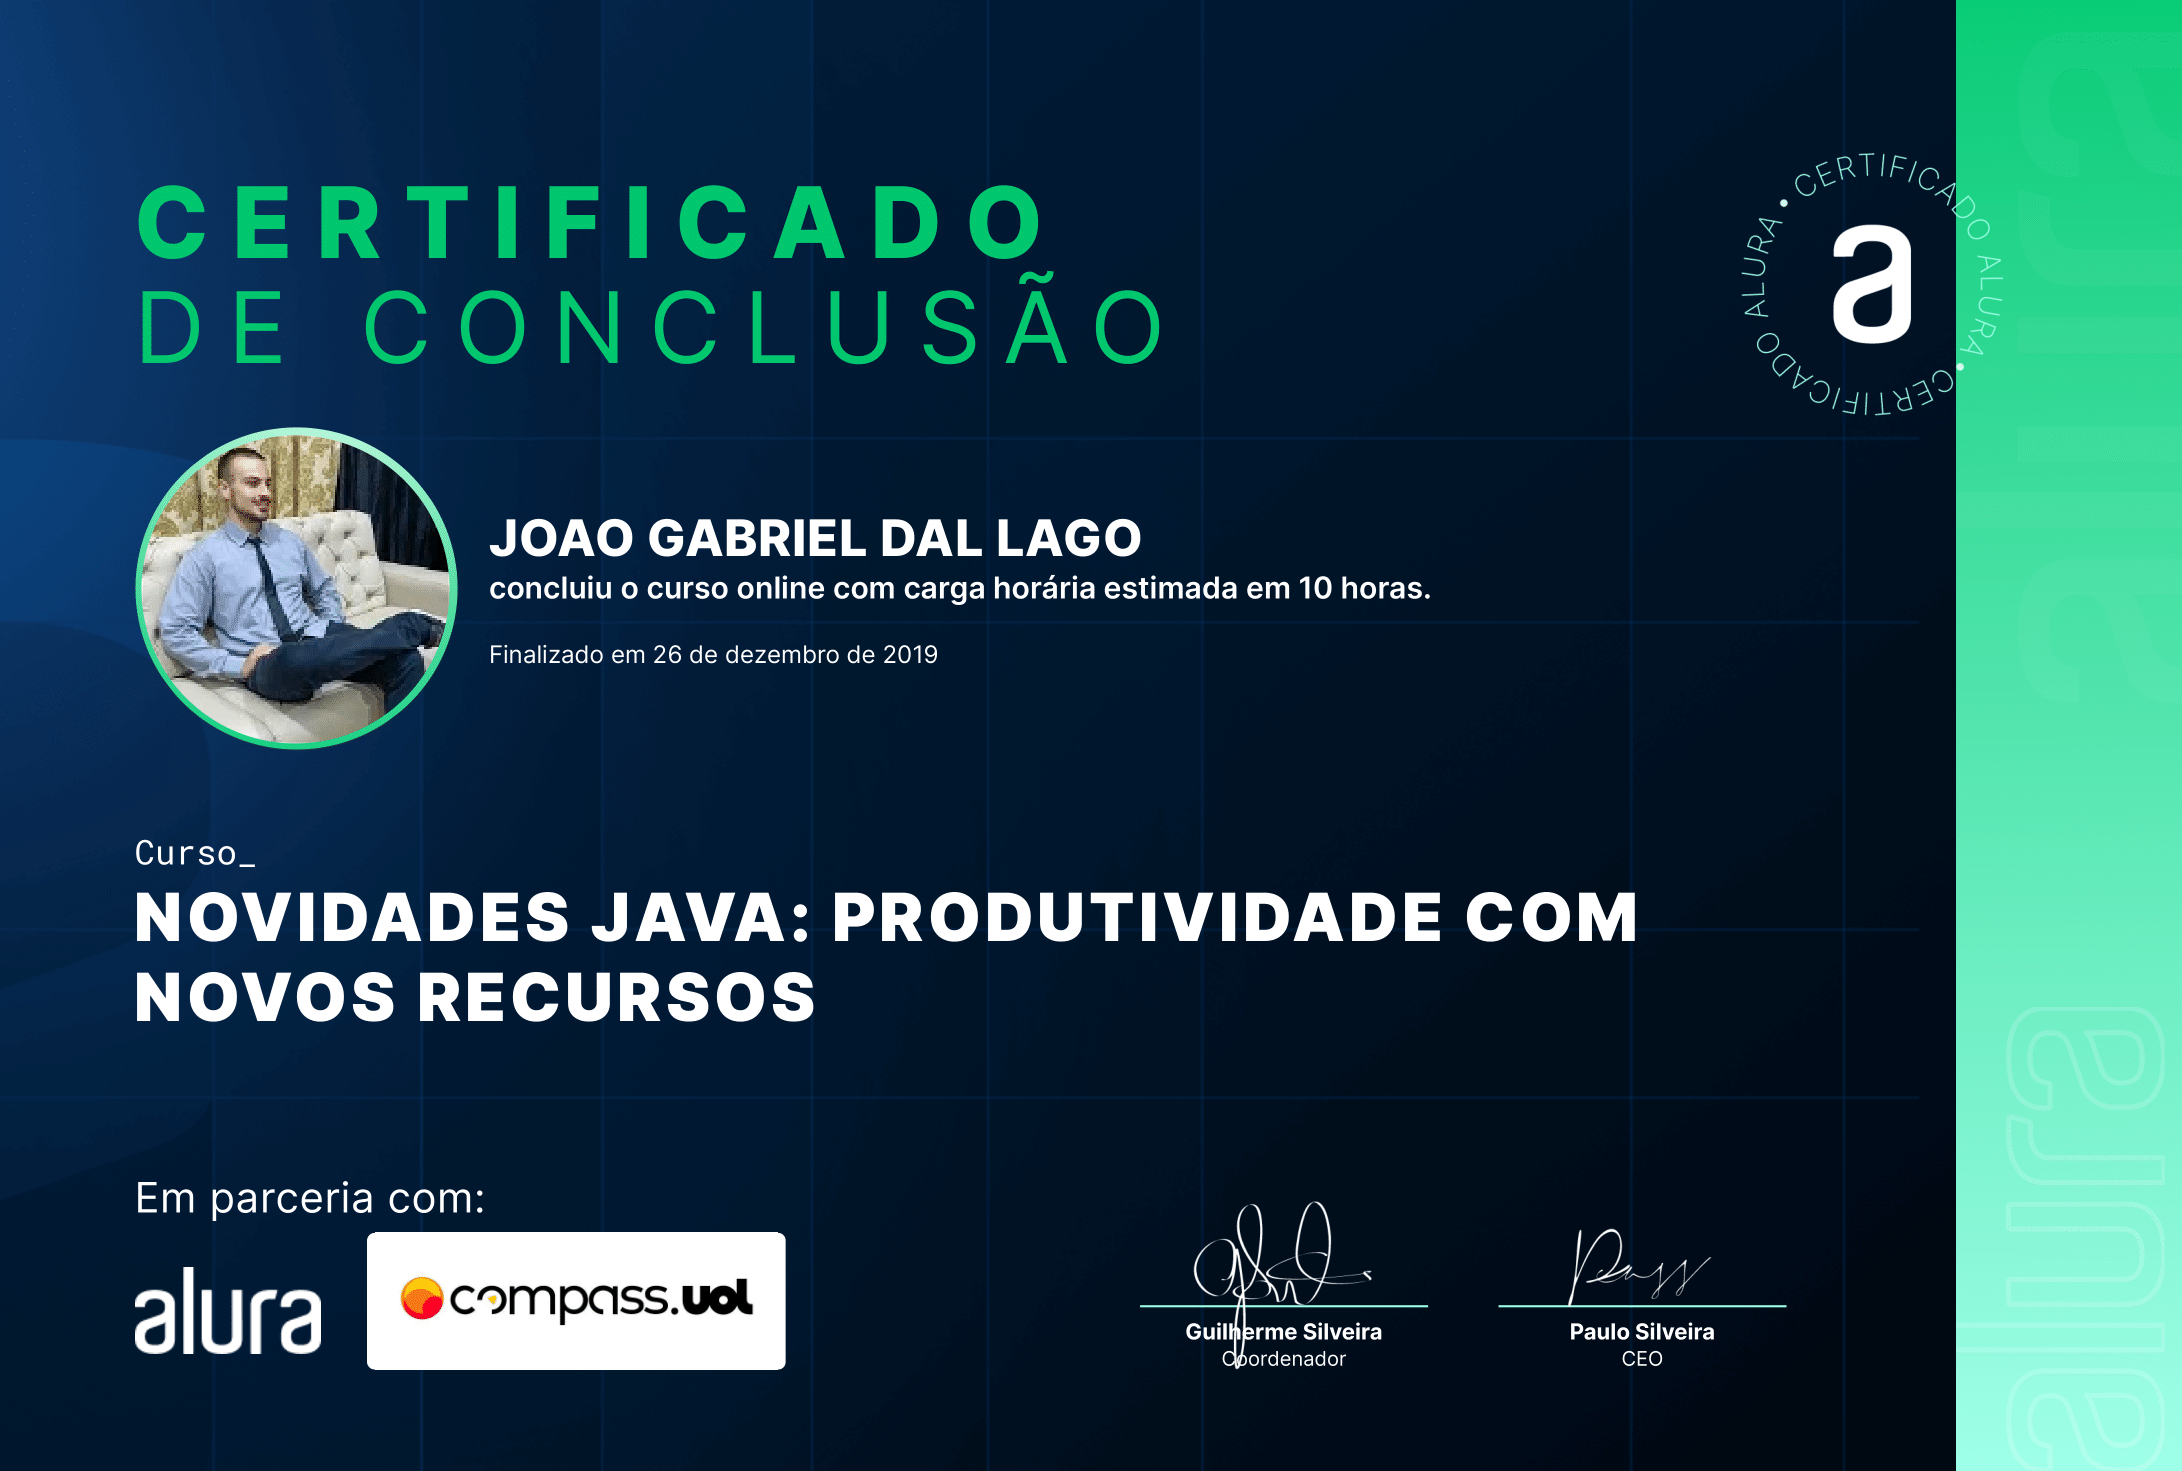 CERTIFICADO
DE CONCLUSÃO
CERTIFICADO ALURA • CERTIFICADO ALURA •
a
JOAO GABRIEL DAL LAGO
concluiu o curso online com carga horária estimada em 10 horas.
Finalizado em 26 de dezembro de 2019
Curso_
NOVIDADES JAVA: PRODUTIVIDADE COM
NOVOS RECURSOS
Em parceria com:
alura
compass.uol
Guilherme Silveira
Coordenador
Paulo Silveira
CEO
alura
alura